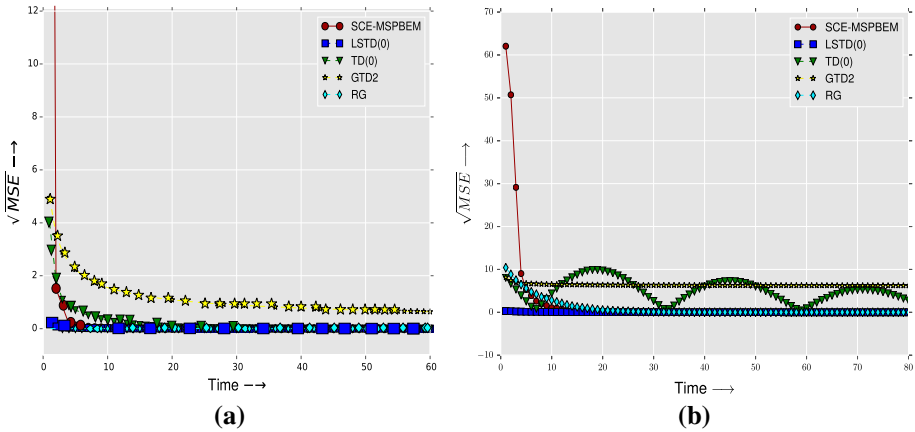 12
10
8
6
4
2
0
√MSE -->
0
10
20
30
40
50
60
Time -->
SCE-MSPBEM
LSTD(0)
TD(0)
GTD2
RG
(a)
70
60
50
40
30
20
10
0
−10
√MSE ⟶
0
10
20
30
40
50
60
70
80
Time ⟶
SCE-MSPBEM
LSTD(0)
TD(0)
GTD2
RG
(b)